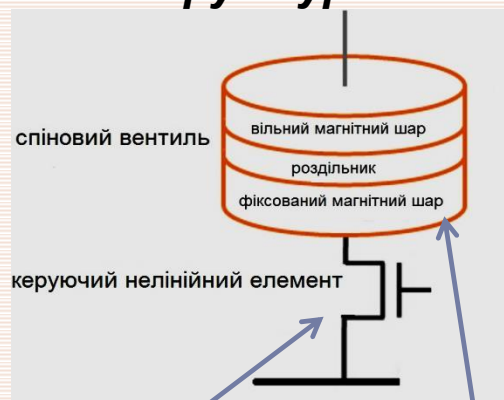 спіновий вентиль
вільний магнітний шар
роздільник
фіксований магнітний шар
керуючий нелінійний елемент